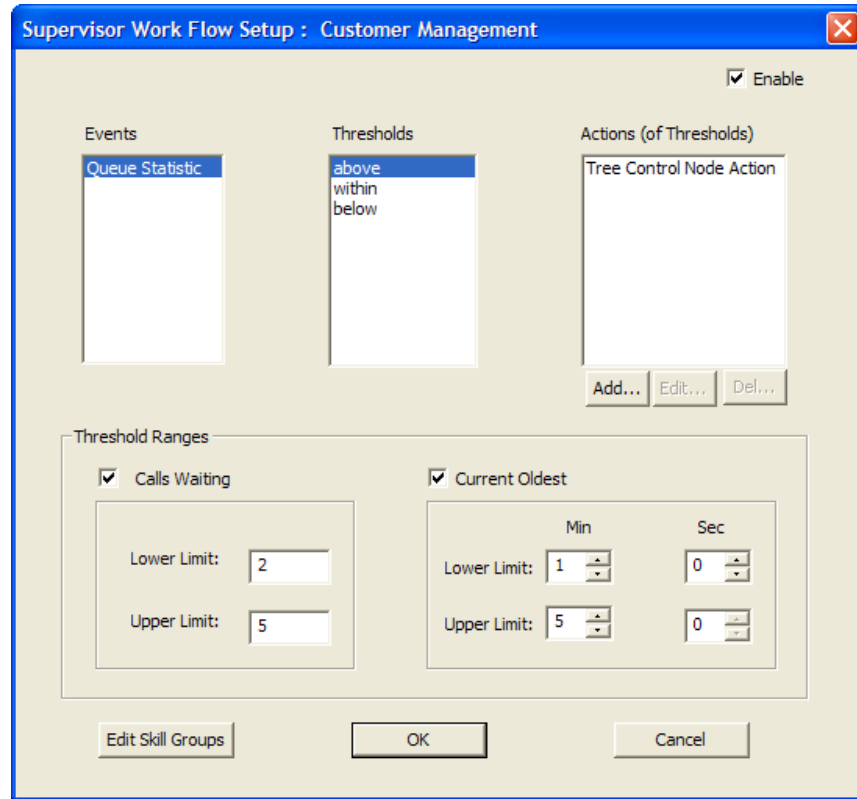 Supervisor Work Flow Setup : Customer Management
Enable
Events
Thresholds
Actions (of Thresholds)
Queue Statistic
above
within
below
Tree Control Node Action
Add...
Edit...
Del...
Threshold Ranges
Calls Waiting
Lower Limit: 2
Upper Limit: 5
Current Oldest
Min Sec
Lower Limit: 1 0
Upper Limit: 5 0
Edit Skill Groups
OK
Cancel